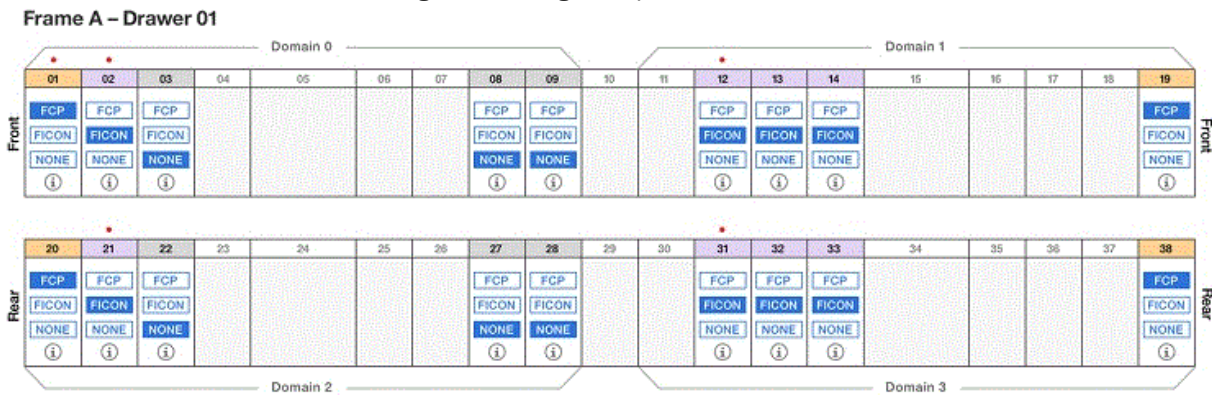 Frame A – Drawer 01
Domain 0 Domain 1
01 02 03 04 05 06 07 08 09 10 11 12 13 14 15 16 17 18 19
Front FCP FCP FCP FCP FCP FCP FCP FCP FCP Front
FICON FICON FICON FICON FICON FICON FICON FICON FICON
NONE NONE NONE NONE NONE NONE NONE NONE NONE
i i i i i i i i i
20 21 22 23 24 25 26 27 28 29 30 31 32 33 34 35 36 37 38
Rear FCP FCP FCP FCP FCP FCP FCP FCP FCP Rear
FICON FICON FICON FICON FICON FICON FICON FICON FICON
NONE NONE NONE NONE NONE NONE NONE NONE NONE
i i i i i i i i i
Domain 2 Domain 3